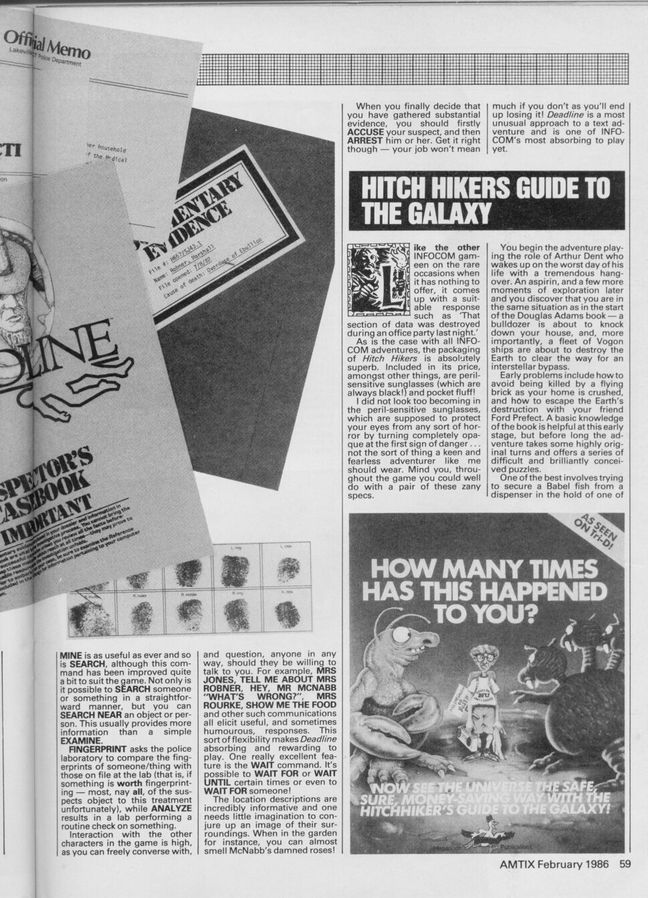 Official Memo
Lakeville Police Department
household
of the Medical
DOCUMENTARY
EVIDENCE
File #:
Name: Robner, Marshall
File opened: 7/8/82
Cause of death: Overdose of Ebullion
INSPECTOR'S
CASEBOOK
IMPORTANT
MINE is as useful as ever and so
is SEARCH, although this com-
mand has been improved quite
a bit to suit the game. Not only is
it possible to SEARCH someone
or something in a straightfor-
ward manner, but you can
SEARCH NEAR an object or per-
son. This usually provides more
information than a simple
EXAMINE.
FINGERPRINT asks the police
laboratory to compare the fing-
erprints of someone/thing with
those on file at the lab (that is, if
something is worth fingerprint-
ing — most, nay all, of the sus-
pects object to this treatment
unfortunately), while ANALYZE
results in a lab performing a
routine check on something.
Interaction with the other
characters in the game is high,
as you can freely converse with,
and question, anyone in any
way, should they be willing to
talk to you. For example, MRS
JONES, TELL ME ABOUT MRS
ROBNER, HEY, MR MCNABB
"WHAT'S WRONG?", MRS
ROURKE, SHOW ME THE FOOD
and other such communications
all elicit useful, and sometimes
humourous, responses. This
sort of flexibility makes Deadline
absorbing and rewarding to
play. One really excellent fea-
ture is the WAIT command. It's
possible to WAIT FOR or WAIT
UNTIL certain times or even to
WAIT FOR someone!
The location descriptions are
incredibly informative and one
needs little imagination to con-
jure up an image of their sur-
roundings. When in the garden
for instance, you can almost
smell McNabb's damned roses!
When you finally decide that
you have gathered substantial
evidence, you should firstly
ACCUSE your suspect, and then
ARREST him or her. Get it right
though — your job won't mean
much if you don't as you'll end
up losing it! Deadline is a most
unusual approach to a text ad-
venture and is one of INFO-
COM's most absorbing to play
yet.
HITCH HIKERS GUIDE TO
THE GALAXY
Like the other
INFOCOM gam-
een on the rare
occasions when
it has nothing to
offer, it comes
up with a suit-
able response
such as 'That
section of data was destroyed
during an office party last night.'
As is the case with all INFO-
COM adventures, the packaging
of Hitch Hikers is absolutely
superb. Included in its price,
amongst other things, are peril-
sensitive sunglasses (which are
always black!) and pocket fluff!
I did not look too becoming in
the peril-sensitive sunglasses,
which are supposed to protect
your eyes from any sort of hor-
ror by turning completely opa-
que at the first sign of danger . . .
not the sort of thing a keen and
fearless adventurer like me
should wear. Mind you, throu-
ghout the game you could well
do with a pair of these zany
specs.
You begin the adventure play-
ing the role of Arthur Dent who
wakes up on the worst day of his
life with a tremendous hang-
over. An aspirin, and a few more
moments of exploration later
and you discover that you are in
the same situation as in the start
of the Douglas Adams book — a
bulldozer is about to knock
down your house, and, more
importantly, a fleet of Vogon
ships are about to destroy the
Earth to clear the way for an
interstellar bypass.
Early problems include how to
avoid being killed by a flying
brick as your home is crushed,
and how to escape the Earth's
destruction with your friend
Ford Prefect. A basic knowledge
of the book is helpful at this early
stage, but before long the ad-
venture takes some highly orig-
inal turns and offers a series of
difficult and brilliantly concei-
ved puzzles.
One of the best involves trying
to secure a Babel fish from a
dispenser in the hold of one of
AS SEEN
ON Tri-D!
HOW MANY TIMES
HAS THIS HAPPENED
TO YOU?
NOW SEE THE UNIVERSE THE SAFE,
SURE, MONEY-SAVING WAY WITH THE
HITCHHIKER'S GUIDE TO THE GALAXY!
AMTIX February 1986 59